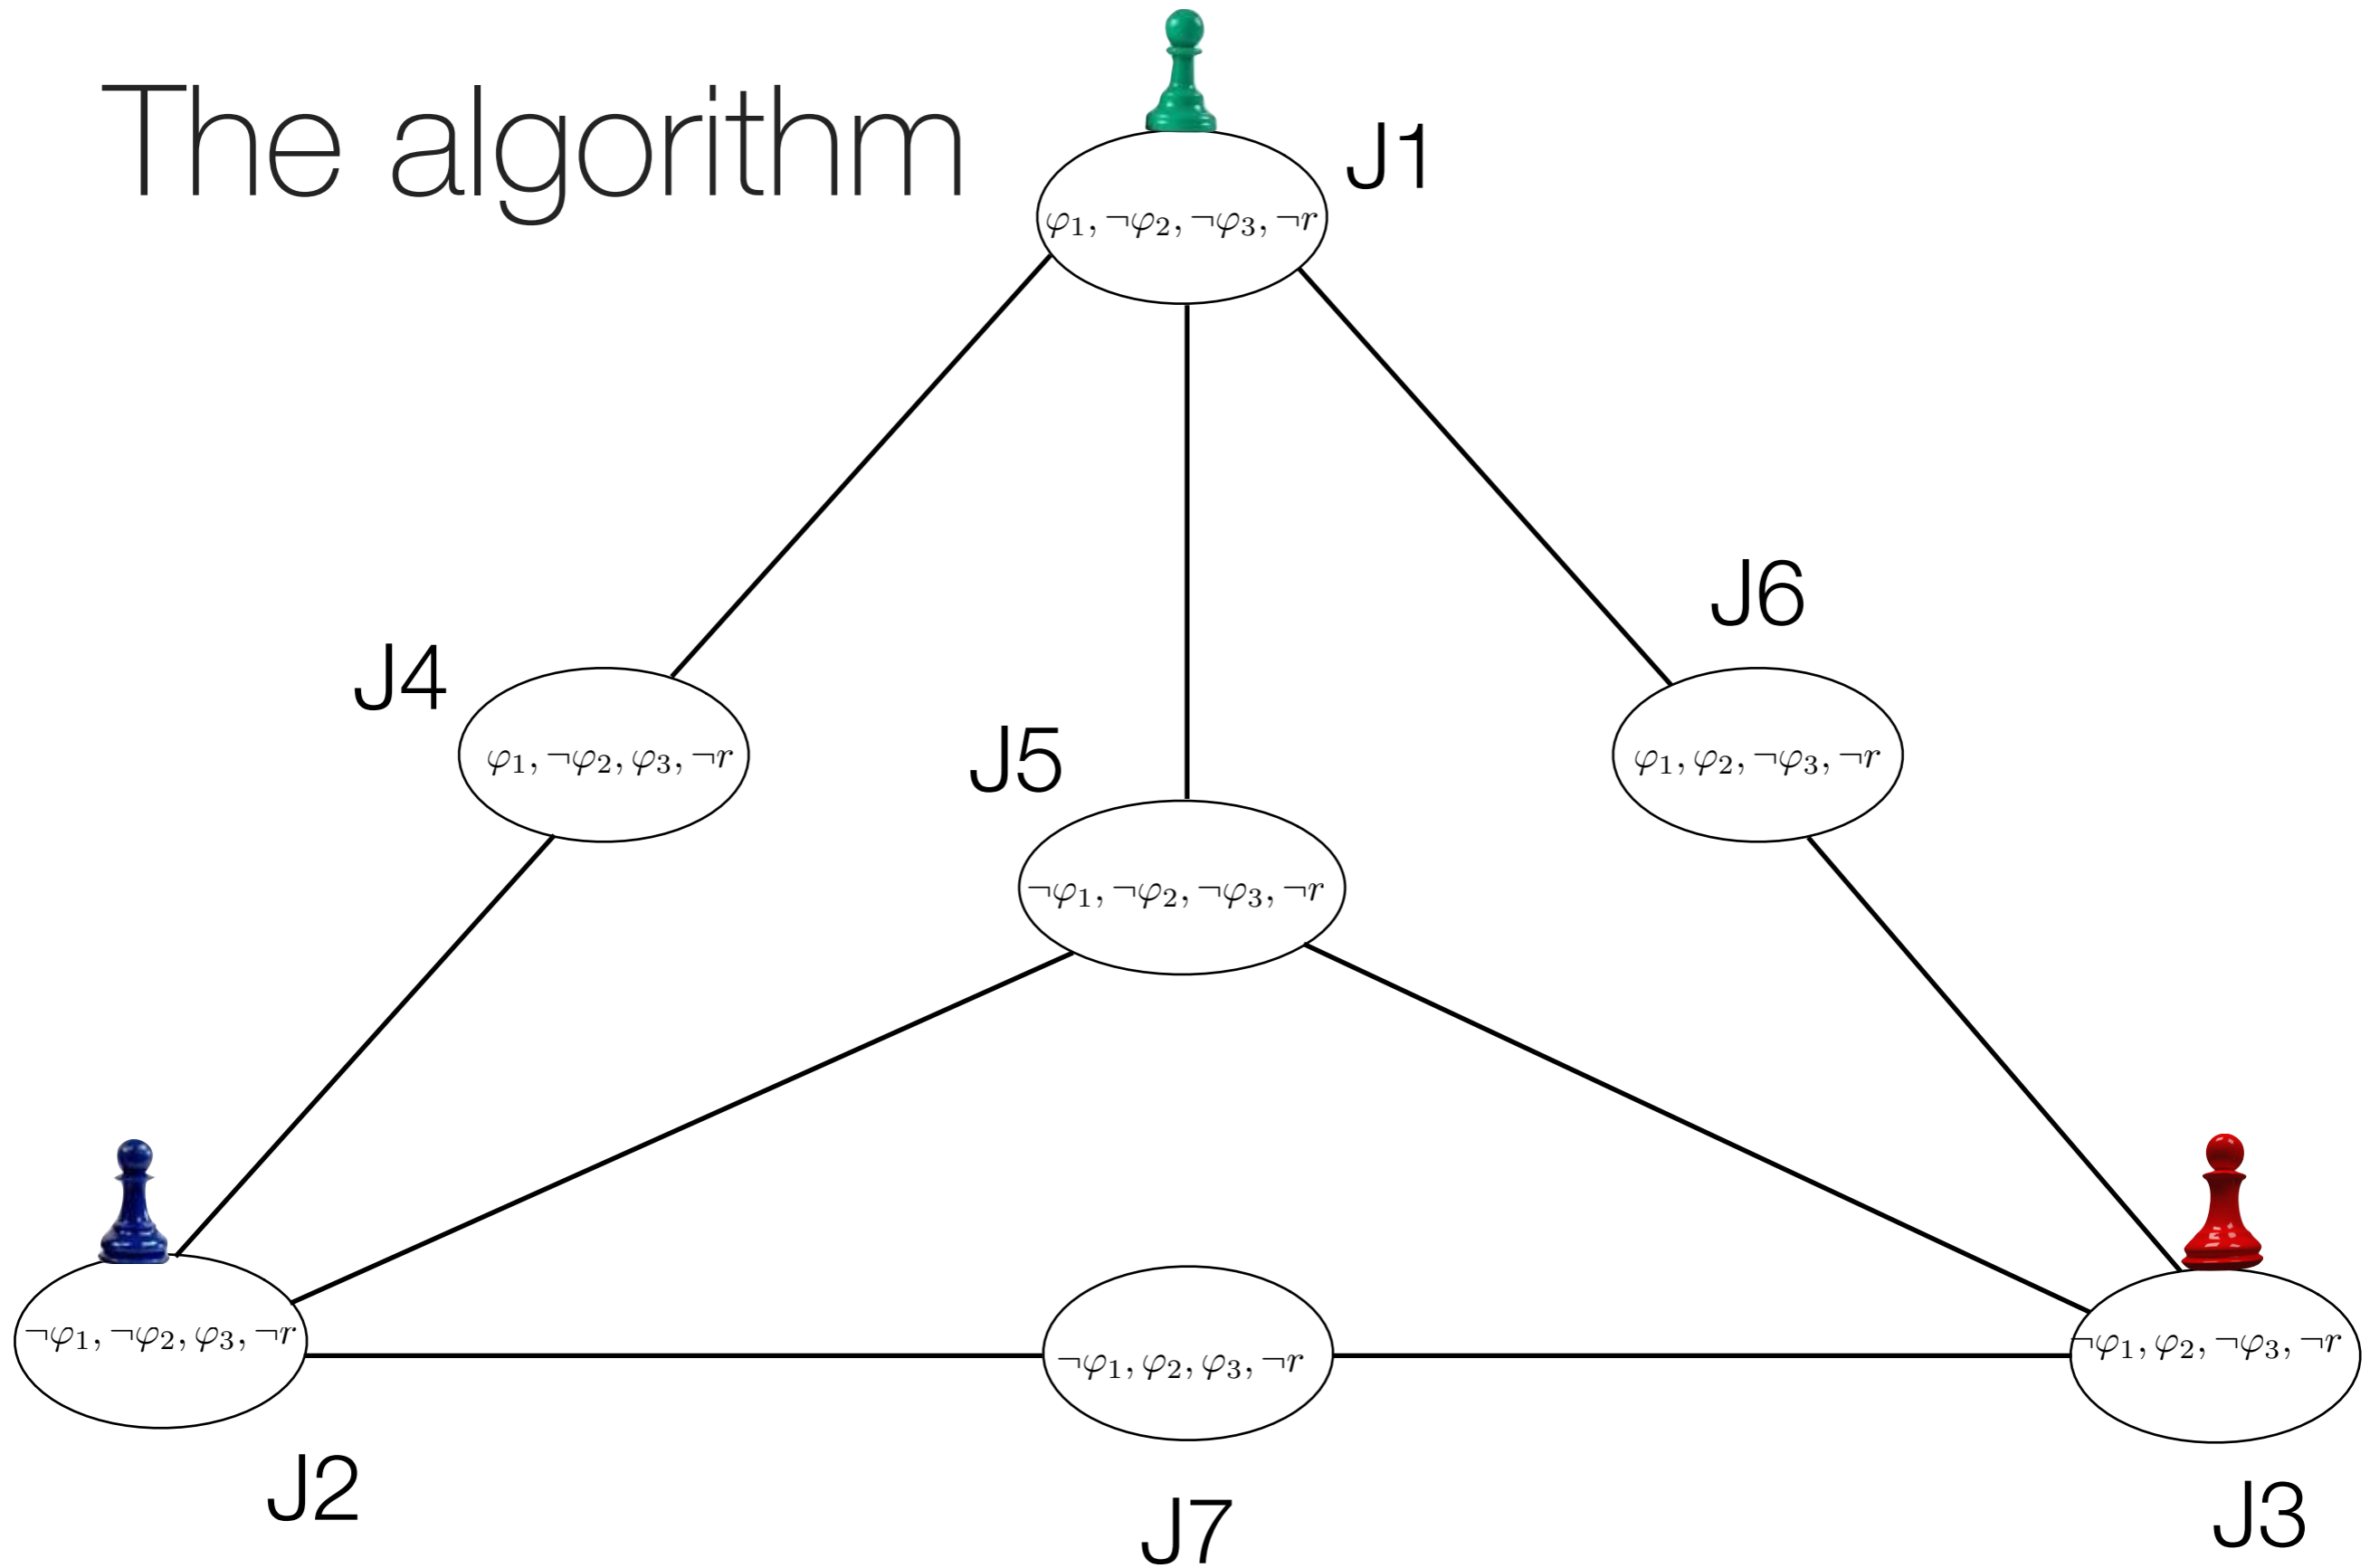 The algorithm
J1
φ₁, ¬φ₂, ¬φ₃, ¬r
J6
J4
φ₁, ¬φ₂, φ₃, ¬r
J5
φ₁, φ₂, ¬φ₃, ¬r
¬φ₁, ¬φ₂, ¬φ₃, ¬r
¬φ₁, ¬φ₂, φ₃, ¬r
¬φ₁, φ₂, φ₃, ¬r
¬φ₁, φ₂, ¬φ₃, ¬r
J2
J7
J3